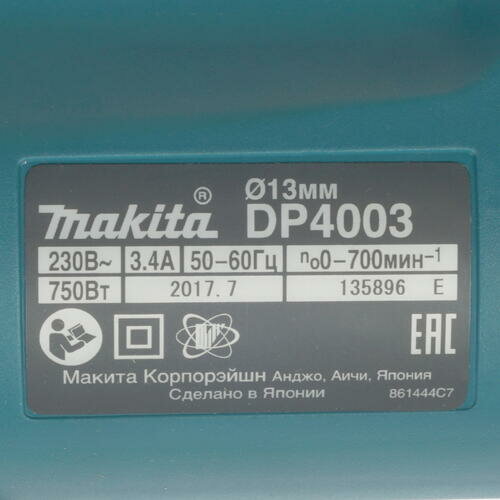 Ø13мм
makita® DP4003
230В~ 3.4А 50-60Гц n₀0-700мин⁻¹
750Вт 2017.7 135896 E
EAC
Макита Корпорэйшн Анджо, Аичи, Япония
Сделано в Японии 861444C7